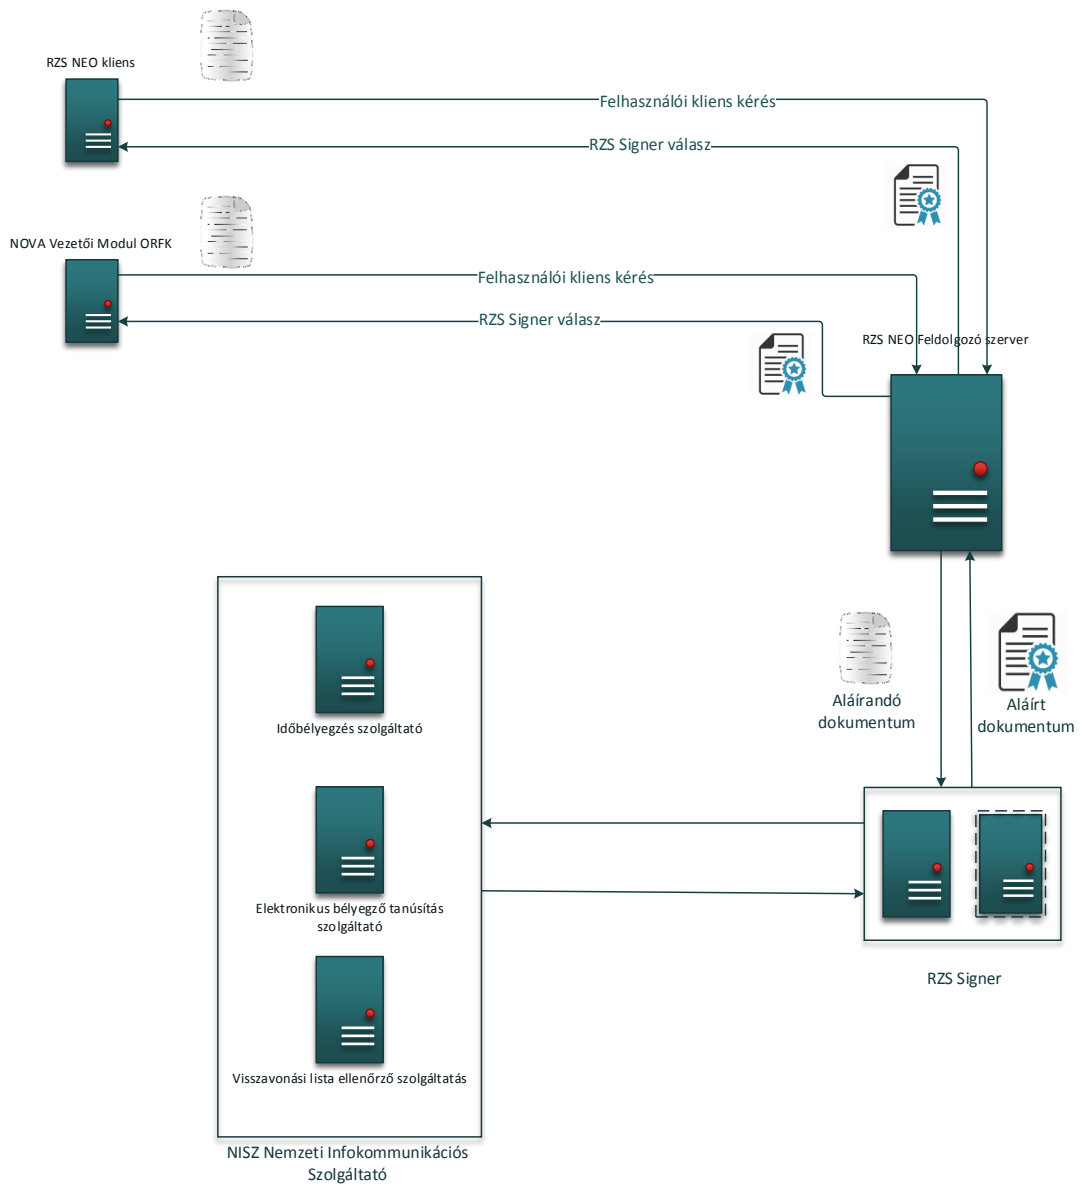 RZS NEO kliens
Felhasználói kliens kérés
RZS Signer válasz
NOVA Vezetői Modul ORFK
Felhasználói kliens kérés
RZS Signer válasz
RZS NEO Feldolgozó szerver
Aláírandó
dokumentum
Aláírt
dokumentum
Időbélyegzés szolgáltató
Elektronikus bélyegző tanúsítás
szolgáltató
RZS Signer
Visszavonási lista ellenőrző szolgáltatás
NISZ Nemzeti Infokommunikációs
Szolgáltató